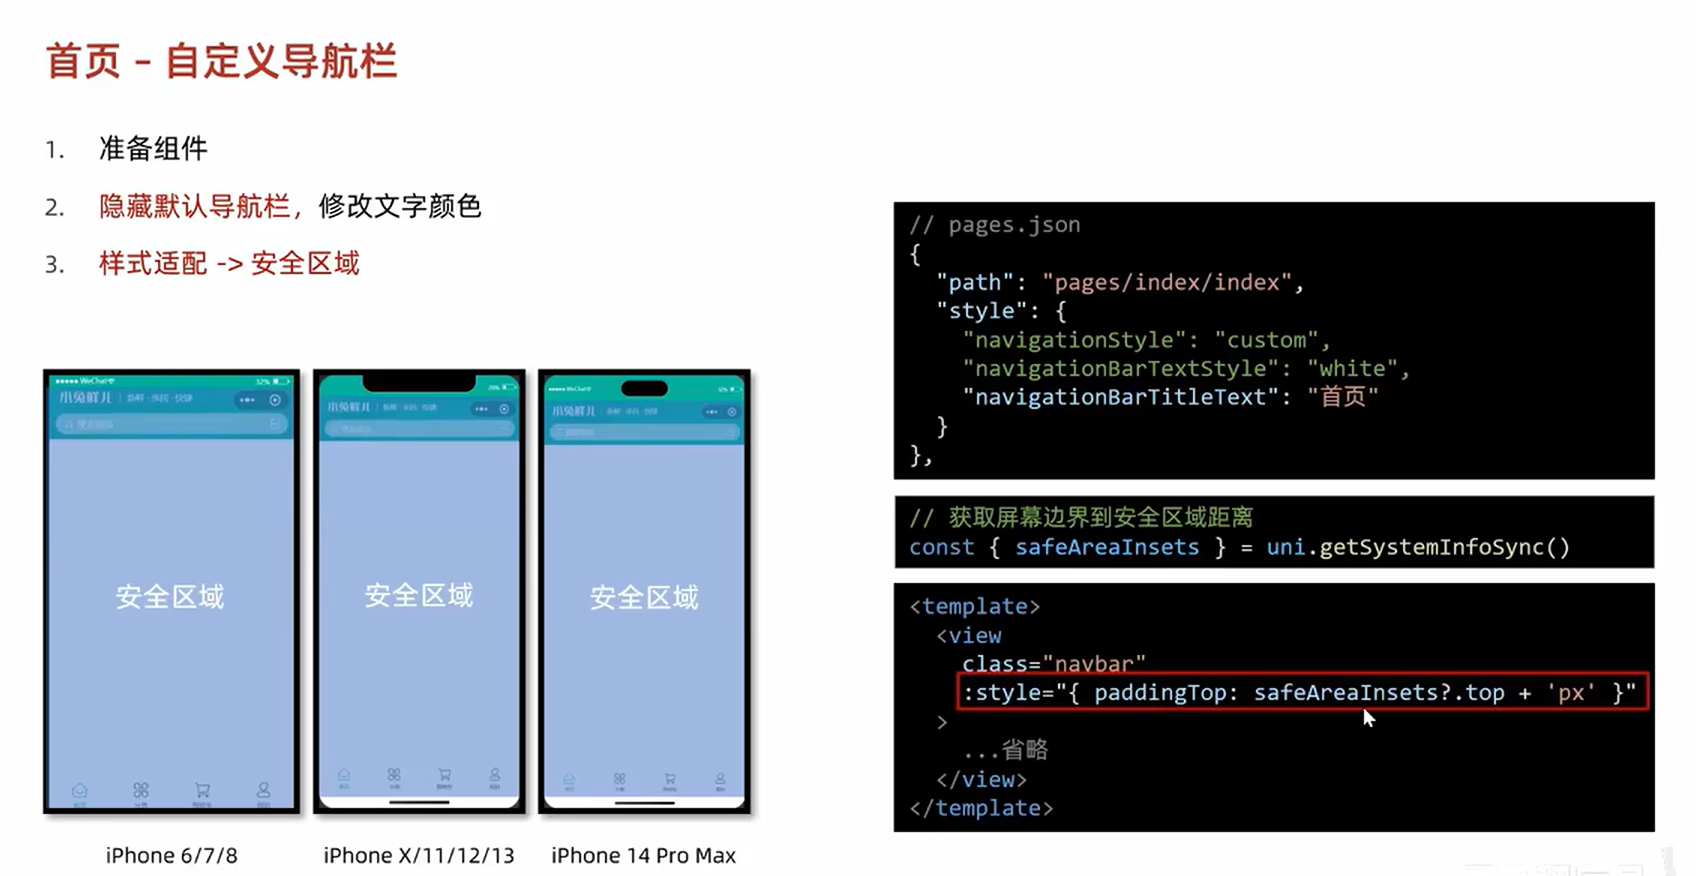 首页 – 自定义导航栏
1. 准备组件
2. 隐藏默认导航栏，修改文字颜色
3. 样式适配 -> 安全区域
WeChat 32%
小兔鲜儿
安全区域
小兔鲜儿
安全区域
WeChat
小兔鲜儿
安全区域
iPhone 6/7/8
iPhone X/11/12/13
iPhone 14 Pro Max
// pages.json
{
"path": "pages/index/index",
"style": {
"navigationStyle": "custom",
"navigationBarTextStyle": "white",
"navigationBarTitleText": "首页"
}
},
// 获取屏幕边界到安全区域距离
const { safeAreaInsets } = uni.getSystemInfoSync()
<template>
<view
class="navbar"
:style="{ paddingTop: safeAreaInsets?.top + 'px' }"
>
...省略
</view>
</template>